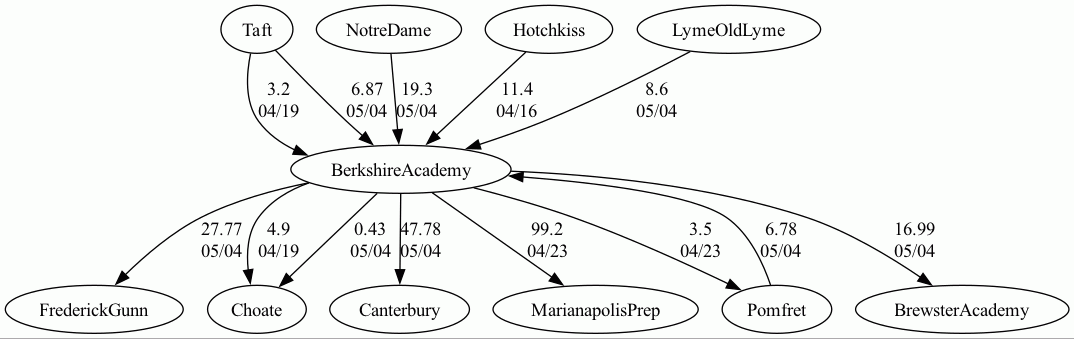 Taft
NotreDame
Hotchkiss
LymeOldLyme
3.2
04/19
6.87
05/04
19.3
05/04
11.4
04/16
8.6
05/04
BerkshireAcademy
27.77
05/04
4.9
04/19
0.43
05/04
47.78
05/04
99.2
04/23
3.5
04/23
6.78
05/04
16.99
05/04
FrederickGunn
Choate
Canterbury
MarianapolisPrep
Pomfret
BrewsterAcademy